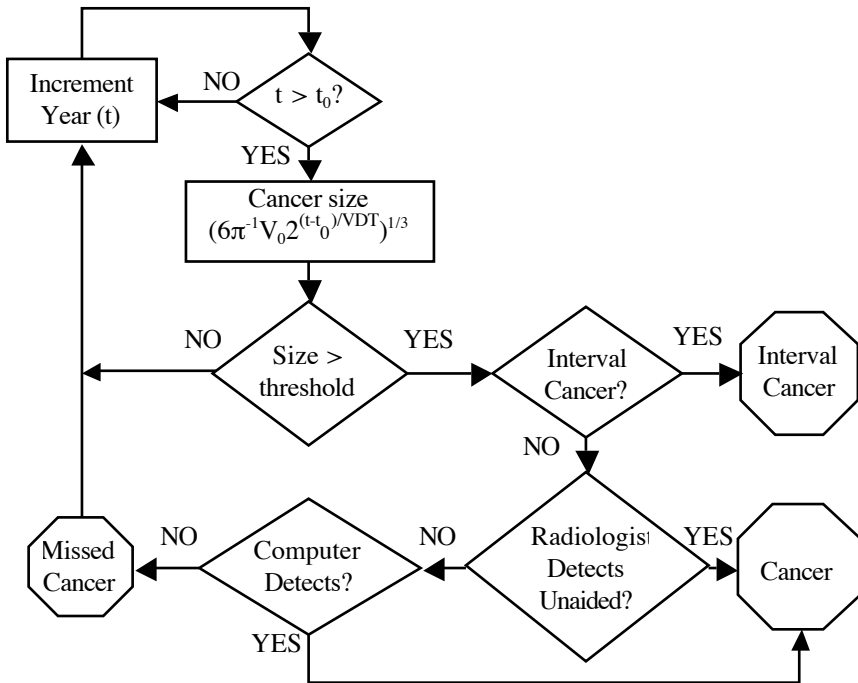 NO
Increment
Year (t)
t > t₀?
YES
Cancer size
(6π⁻¹V₀2^(t-t₀)/VDT)^1/3
NO
YES
YES
Size >
threshold
Interval
Cancer?
Interval
Cancer
NO
NO
NO
YES
Missed
Cancer
Computer
Detects?
Radiologist
Detects
Unaided?
Cancer
YES